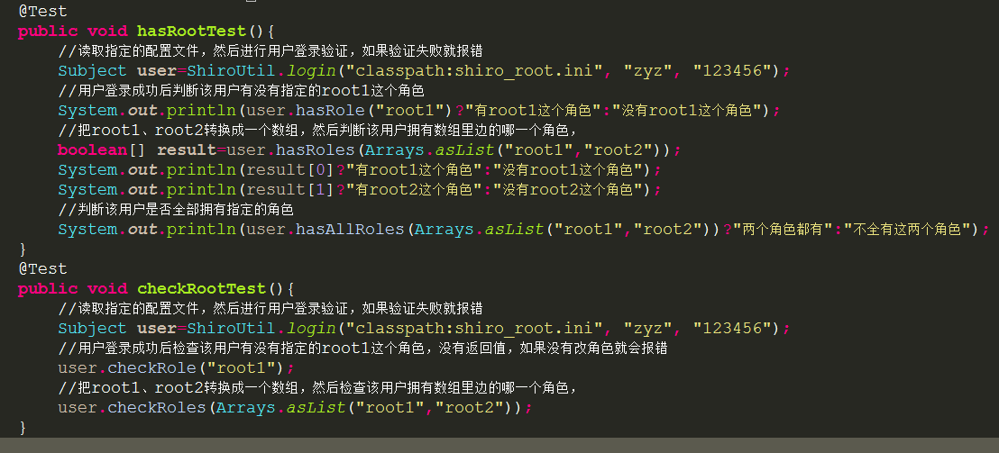 @Test
public void hasRootTest(){
//读取指定的配置文件，然后进行用户登录验证，如果验证失败就报错
Subject user=ShiroUtil.login("classpath:shiro_root.ini", "zyz", "123456");
//用户登录成功后判断该用户有没有指定的root1这个角色
System.out.println(user.hasRole("root1")?"有root1这个角色":"没有root1这个角色");
//把root1、root2转换成一个数组，然后判断该用户拥有数组里边的哪一个角色，
boolean[] result=user.hasRoles(Arrays.asList("root1","root2"));
System.out.println(result[0]?"有root1这个角色":"没有root1这个角色");
System.out.println(result[1]?"有root2这个角色":"没有root2这个角色");
//判断该用户是否全部拥有指定的角色
System.out.println(user.hasAllRoles(Arrays.asList("root1","root2"))?"两个角色都有":"不全有这两个角色");
}
@Test
public void checkRootTest(){
//读取指定的配置文件，然后进行用户登录验证，如果验证失败就报错
Subject user=ShiroUtil.login("classpath:shiro_root.ini", "zyz", "123456");
//用户登录成功后检查该用户有没有指定的root1这个角色，没有返回值，如果没有改角色就会报错
user.checkRole("root1");
//把root1、root2转换成一个数组，然后检查该用户拥有数组里边的哪一个角色，
user.checkRoles(Arrays.asList("root1","root2"));
}